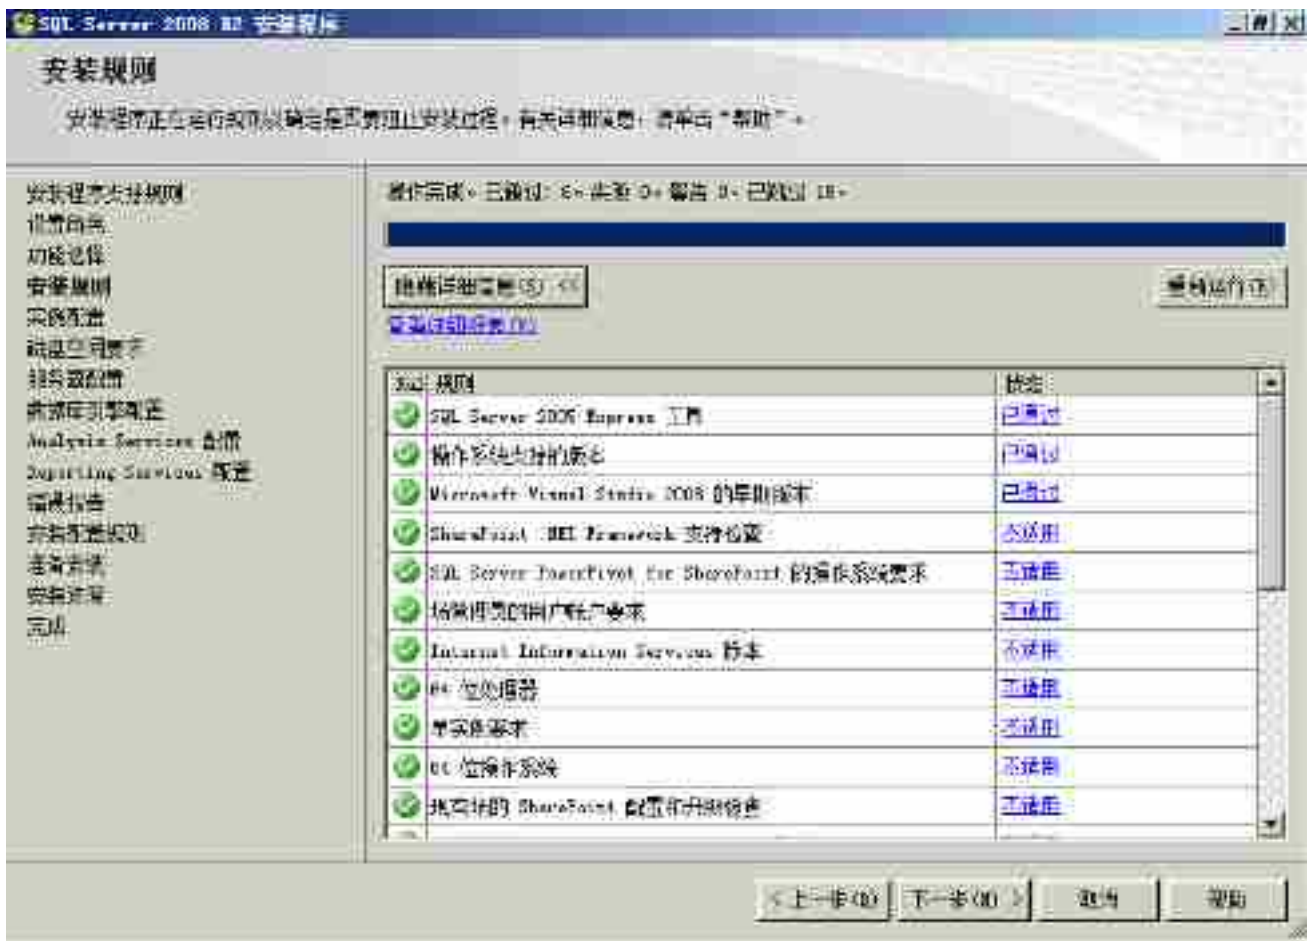 SQL Server 2008 R2 安装程序
安装规则
安装程序正在运行规则以确定是否要阻止安装过程。有关详细信息，请单击“帮助”。
安装程序支持规则
设置角色
功能选择
安装规则
实例配置
磁盘空间要求
服务器配置
数据库引擎配置
Analysis Services 配置
Reporting Services 配置
错误报告
安装配置规则
准备安装
安装进度
完成
操作完成。已通过: 失败 0。警告 0。已跳过
隐藏详细信息(S) <<
重新运行(R)
查看详细报表(V)
规则 状态
SQL Server 2005 Express 工具 已通过
操作系统支持的版本 已通过
Microsoft Visual Studio 2008 的早期版本 已通过
SharePoint .NET Framework 支持检查 不适用
SQL Server PowerPivot for SharePoint 的操作系统要求 不适用
场管理员的用户帐户要求 不适用
Internet Information Services 版本 不适用
64 位处理器 不适用
单实例要求 不适用
64 位操作系统 不适用
现有场的 SharePoint 配置和升级检查 不适用
< 上一步(B) 下一步(N) > 取消 帮助